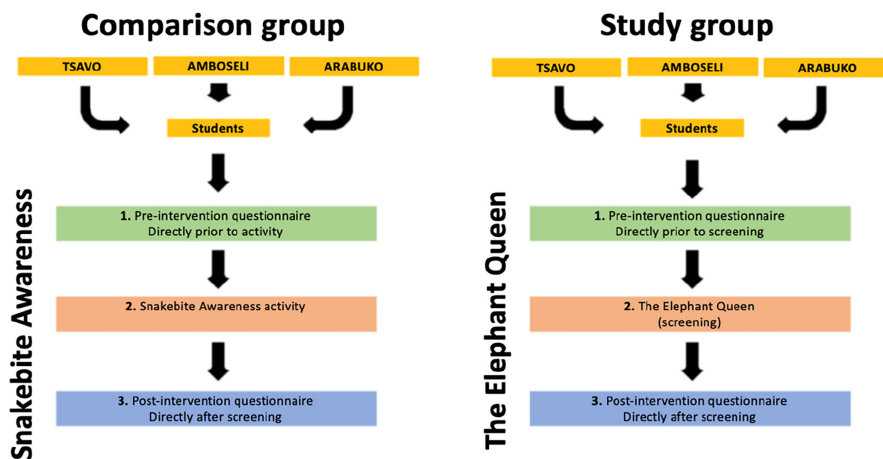 Comparison group
TSAVO
AMBOSELI
ARABUKO
Students
Snakebite Awareness
1. Pre-intervention questionnaire
Directly prior to activity
2. Snakebite Awareness activity
3. Post-intervention questionnaire
Directly after screening
Study group
TSAVO
AMBOSELI
ARABUKO
Students
The Elephant Queen
1. Pre-intervention questionnaire
Directly prior to screening
2. The Elephant Queen
(screening)
3. Post-intervention questionnaire
Directly after screening